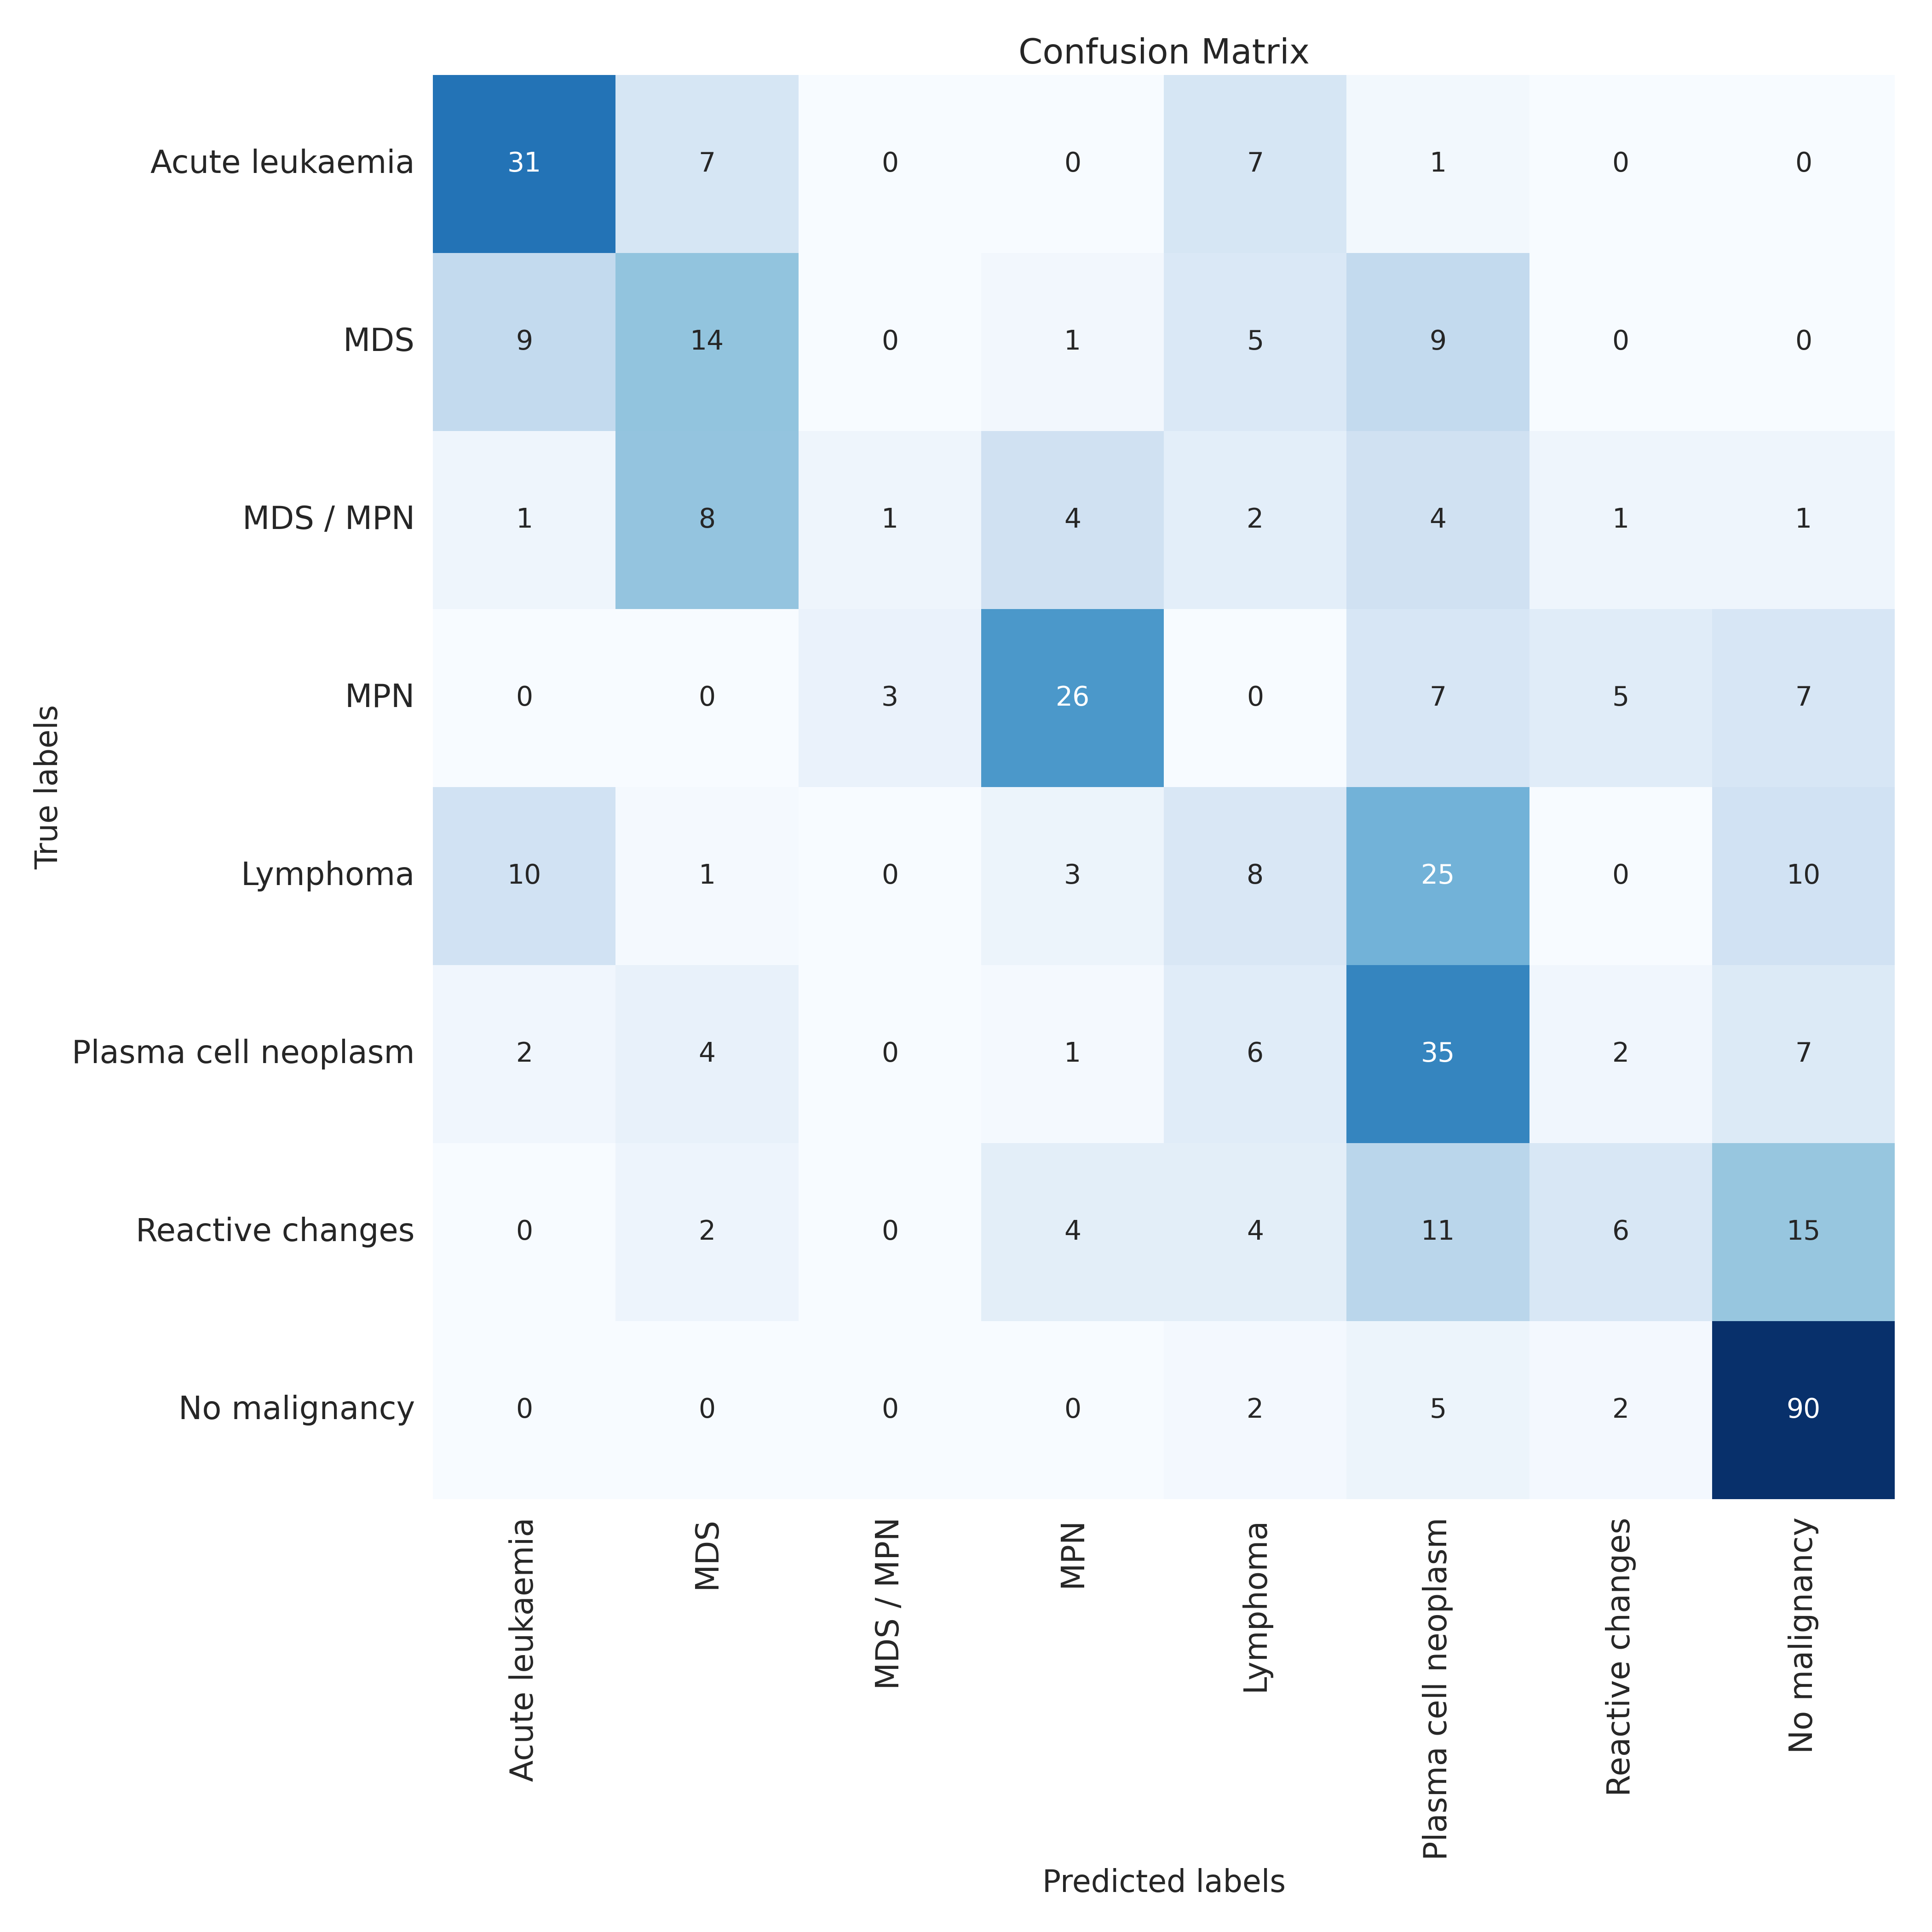 Confusion Matrix
True labels
Acute leukaemia 31 7 0 0 7 1 0 0
MDS 9 14 0 1 5 9 0 0
MDS / MPN 1 8 1 4 2 4 1 1
MPN 0 0 3 26 0 7 5 7
Lymphoma 10 1 0 3 8 25 0 10
Plasma cell neoplasm 2 4 0 1 6 35 2 7
Reactive changes 0 2 0 4 4 11 6 15
No malignancy 0 0 0 0 2 5 2 90
Acute leukaemia
MDS
MDS / MPN
MPN
Lymphoma
Plasma cell neoplasm
Reactive changes
No malignancy
Predicted labels